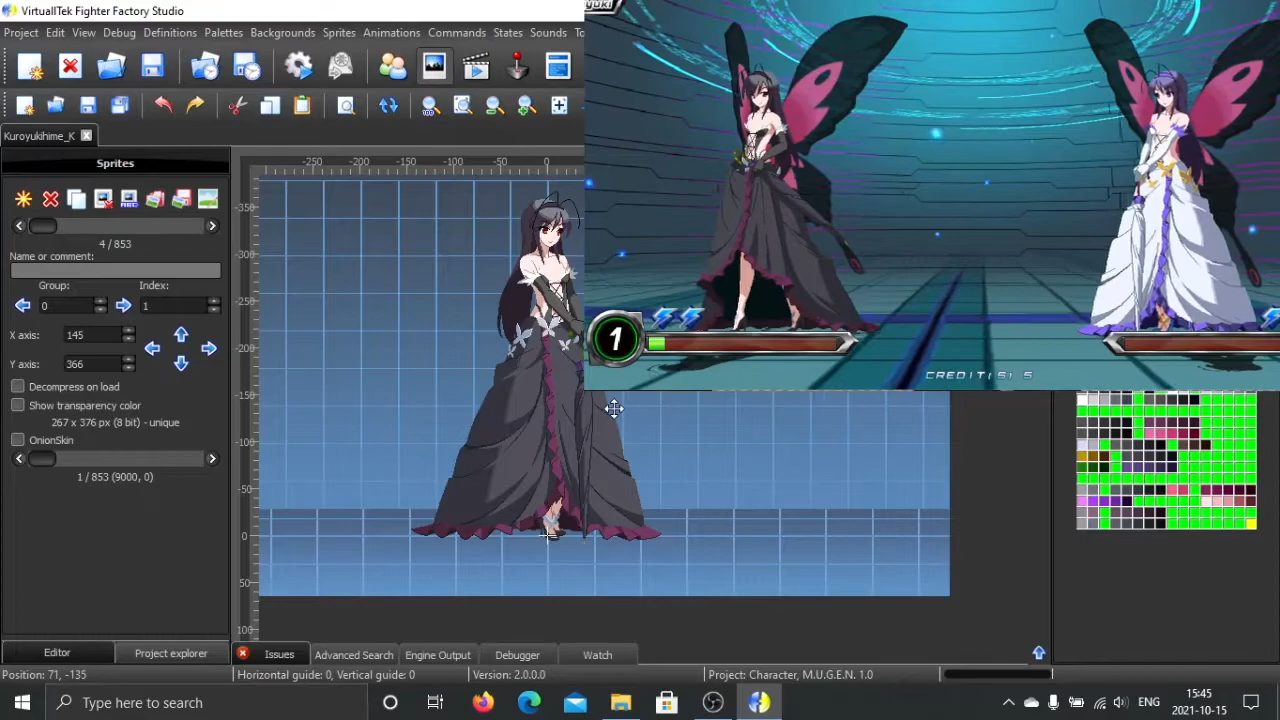 VirtuallTek Fighter Factory Studio
Project Edit View Debug Definitions Palettes Backgrounds Sprites Animations Commands States Sounds To
Kuroyukihime_K
Sprites
4 / 853
Name or comment:
Group: Index:
0 1
X axis: 145
Y axis: 366
Decompress on load
Show transparency color
267 x 376 px (8 bit) - unique
OnionSkin
1 / 853 (9000, 0)
Editor Project explorer
-250 -200 -150 -100 -50 0
-350
-300
-250
-200
-150
-100
-50
0
50
100
yuki
1
CREDIT(S): 5
Issues Advanced Search Engine Output Debugger Watch
Position: 71, -135 Horizontal guide: 0, Vertical guide: 0 Version: 2.0.0.0 Project: Character, M.U.G.E.N. 1.0
Type here to search
ENG
15:45
2021-10-15